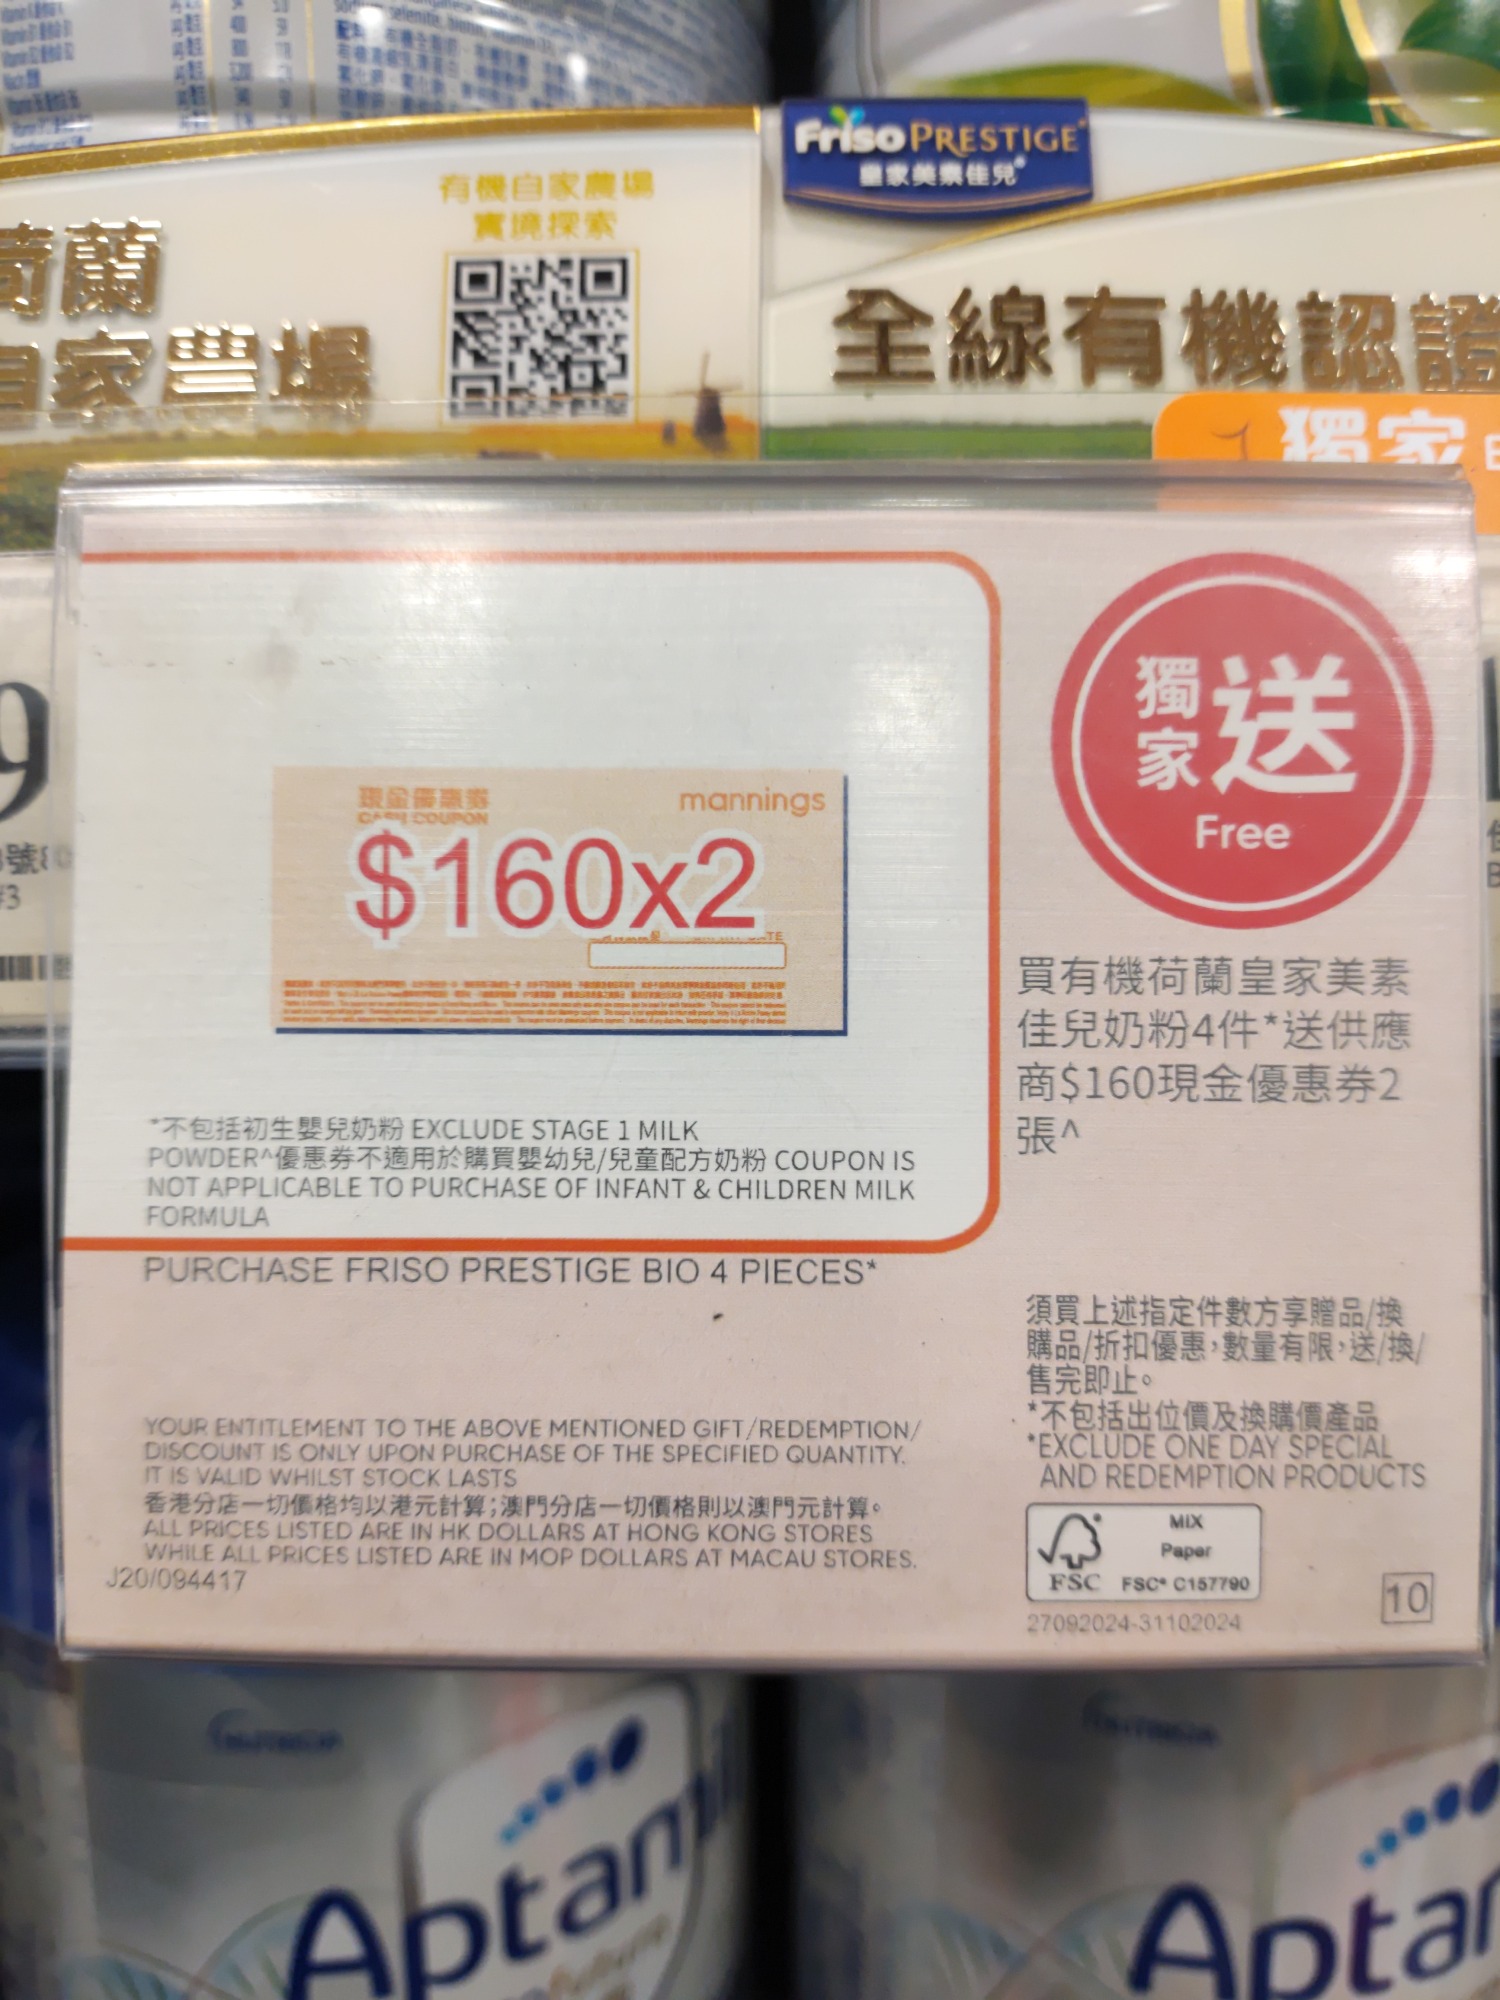 有機自家農場
實境探索
Friso PRESTIGE
皇家美素佳兒
荷蘭
自家農場
全線有機認證
獨家
9
#3
現金優惠券
CASH COUPON
mannings
$160x2
獨家送
Free
買有機荷蘭皇家美素
佳兒奶粉4件*送供應
商$160現金優惠券2
張^
*不包括初生嬰兒奶粉 EXCLUDE STAGE 1 MILK
POWDER^優惠券不適用於購買嬰幼兒/兒童配方奶粉 COUPON IS
NOT APPLICABLE TO PURCHASE OF INFANT & CHILDREN MILK
FORMULA
PURCHASE FRISO PRESTIGE BIO 4 PIECES*
須買上述指定件數方享贈品/換
購品/折扣優惠，數量有限，送/換/
售完即止。
*不包括出位價及換購價產品
*EXCLUDE ONE DAY SPECIAL
AND REDEMPTION PRODUCTS
YOUR ENTITLEMENT TO THE ABOVE MENTIONED GIFT/REDEMPTION/
DISCOUNT IS ONLY UPON PURCHASE OF THE SPECIFIED QUANTITY.
IT IS VALID WHILST STOCK LASTS
香港分店一切價格均以港元計算;澳門分店一切價格則以澳門元計算。
ALL PRICES LISTED ARE IN HK DOLLARS AT HONG KONG STORES
WHILE ALL PRICES LISTED ARE IN MOP DOLLARS AT MACAU STORES.
J20/094417
MIX
Paper
FSC FSC® C157790
27092024-31102024
10
NUTRICIA
Aptamil
NUTRICIA
Aptam